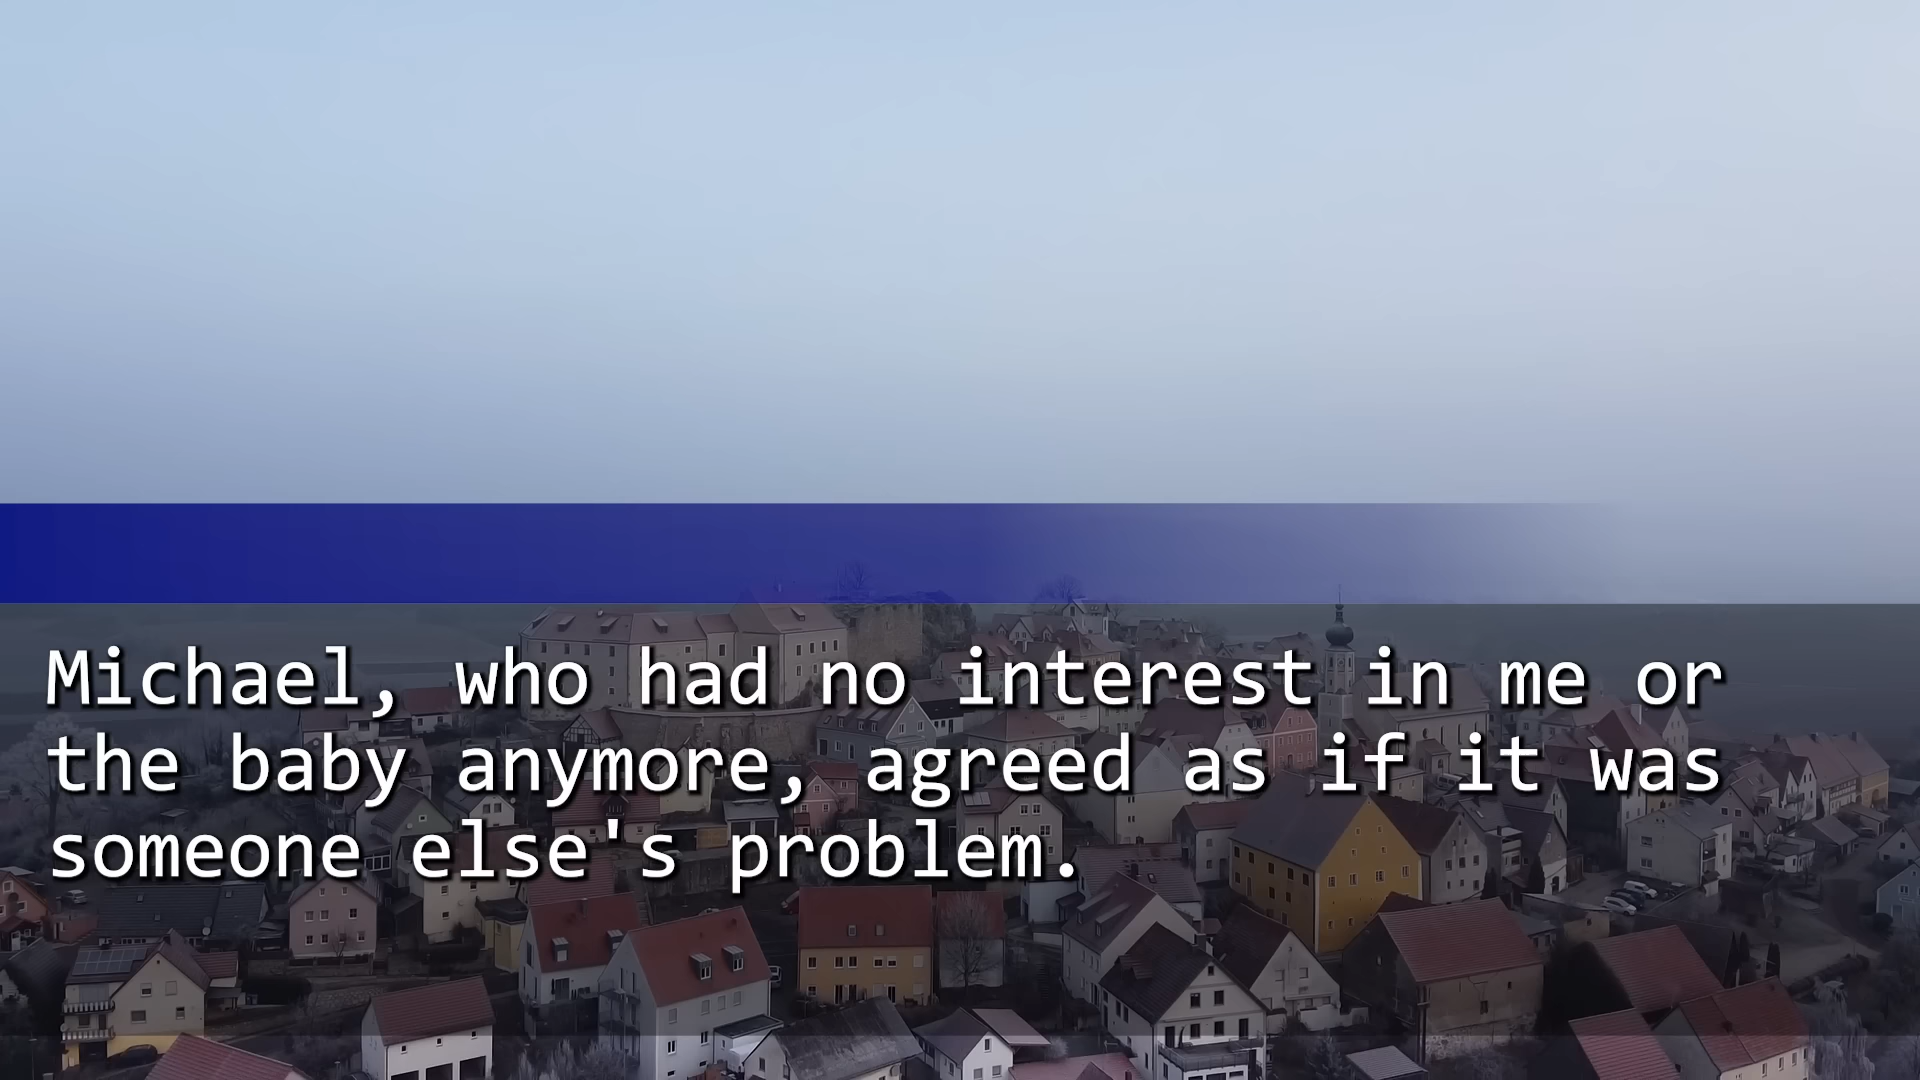 Michael, who had no interest in me or
the baby anymore, agreed as if it was
someone else's problem.